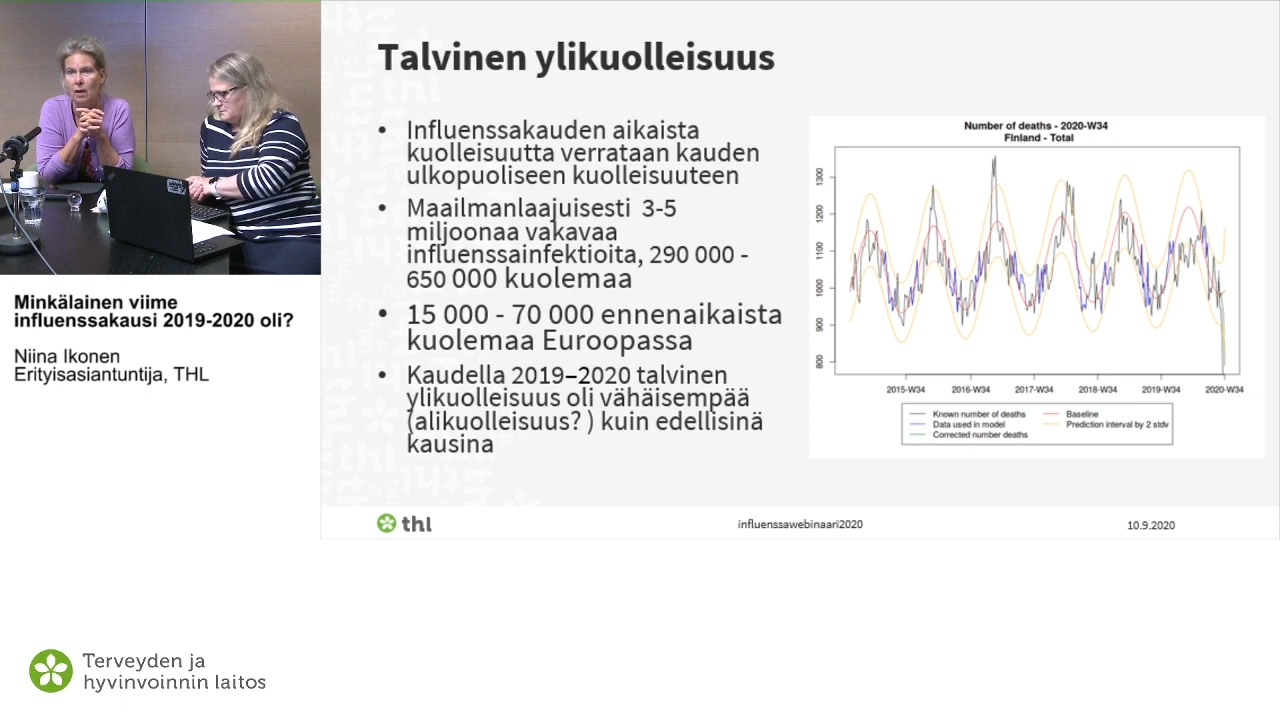 Talvinen ylikuolleisuus
• Influenssakauden aikaista
kuolleisuutta verrataan kauden
ulkopuoliseen kuolleisuuteen
• Maailmanlaajuisesti 3-5
miljoonaa vakavaa
influenssainfektioita, 290 000 -
650 000 kuolemaa
• 15 000 - 70 000 ennenaikaista
kuolemaa Euroopassa
• Kaudella 2019–2020 talvinen
ylikuolleisuus oli vähäisempää
(alikuolleisuus? ) kuin edellisinä
kausina
Number of deaths - 2020-W34
Finland - Total
1300
1200
1100
1000
900
800
2015-W34 2016-W34 2017-W34 2018-W34 2019-W34 2020-W34
Known number of deaths
Data used in model
Corrected number deaths
Baseline
Prediction interval by 2 stdv
thl
influenssawebinaari2020
10.9.2020
Minkälainen viime
influenssakausi 2019-2020 oli?
Niina Ikonen
Erityisasiantuntija, THL
Terveyden ja
hyvinvoinnin laitos